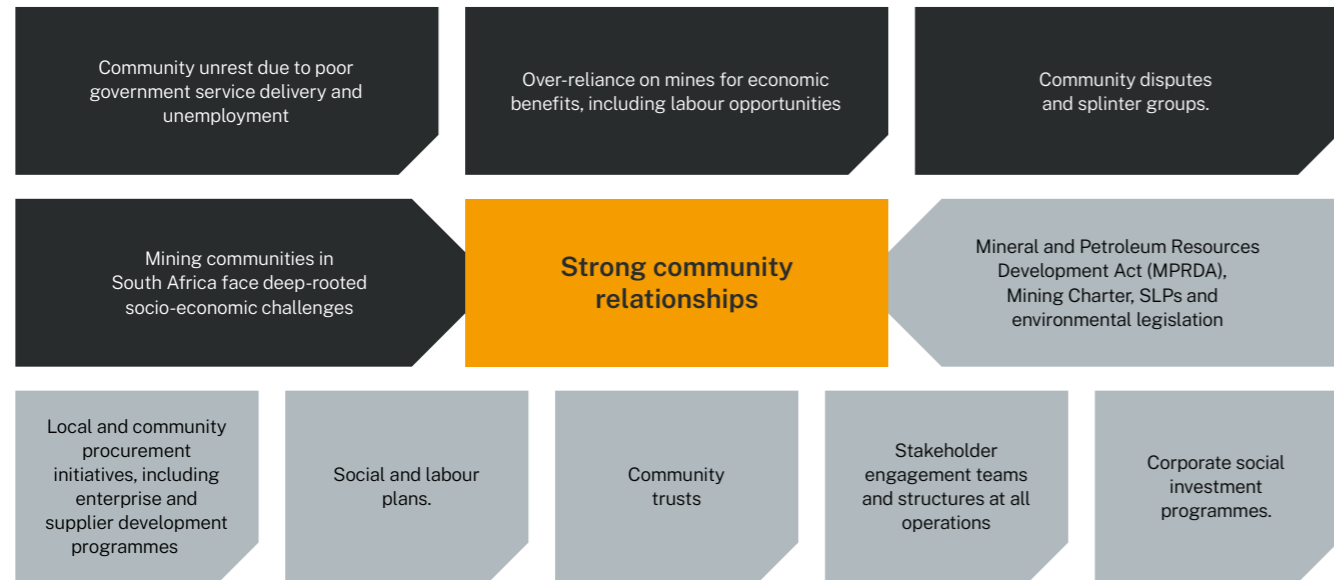 Community unrest due to poor
government service delivery and
unemployment
Over-reliance on mines for economic
benefits, including labour opportunities
Community disputes
and splinter groups.
Mining communities in
South Africa face deep-rooted
socio-economic challenges
Strong community
relationships
Mineral and Petroleum Resources
Development Act (MPRDA),
Mining Charter, SLPs and
environmental legislation
Local and community
procurement
initiatives, including
enterprise and
supplier development
programmes
Social and labour
plans.
Community
trusts
Stakeholder
engagement teams
and structures at all
operations
Corporate social
investment
programmes.